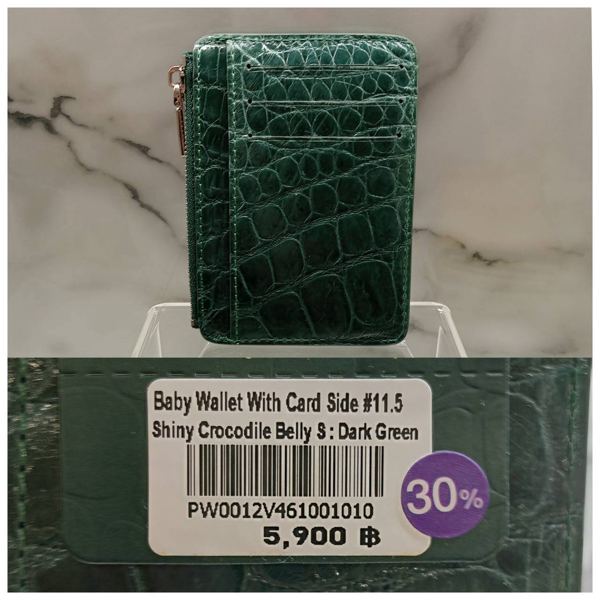 Baby Wallet With Card Side #11.5
Shiny Crocodile Belly S : Dark Green
PW0012V461001010
30%
5,900 ฿